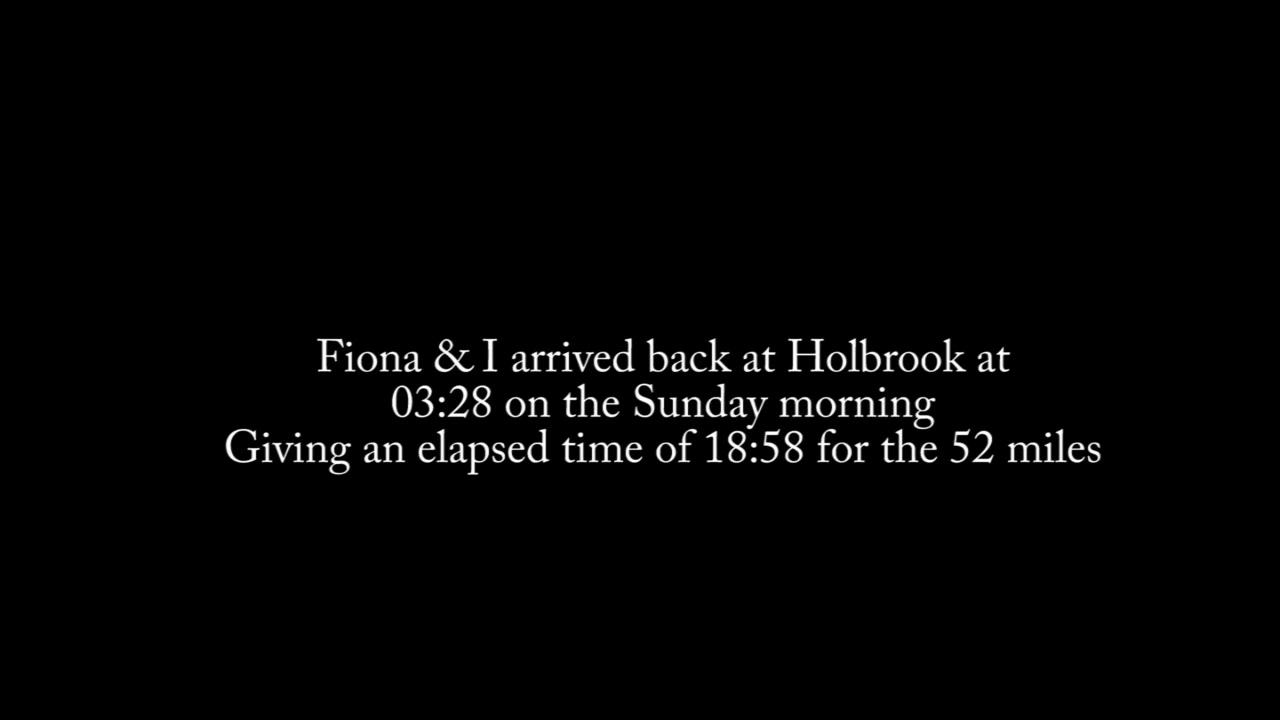 Fiona & I arrived back at Holbrook at
03:28 on the Sunday morning
Giving an elapsed time of 18:58 for the 52 miles